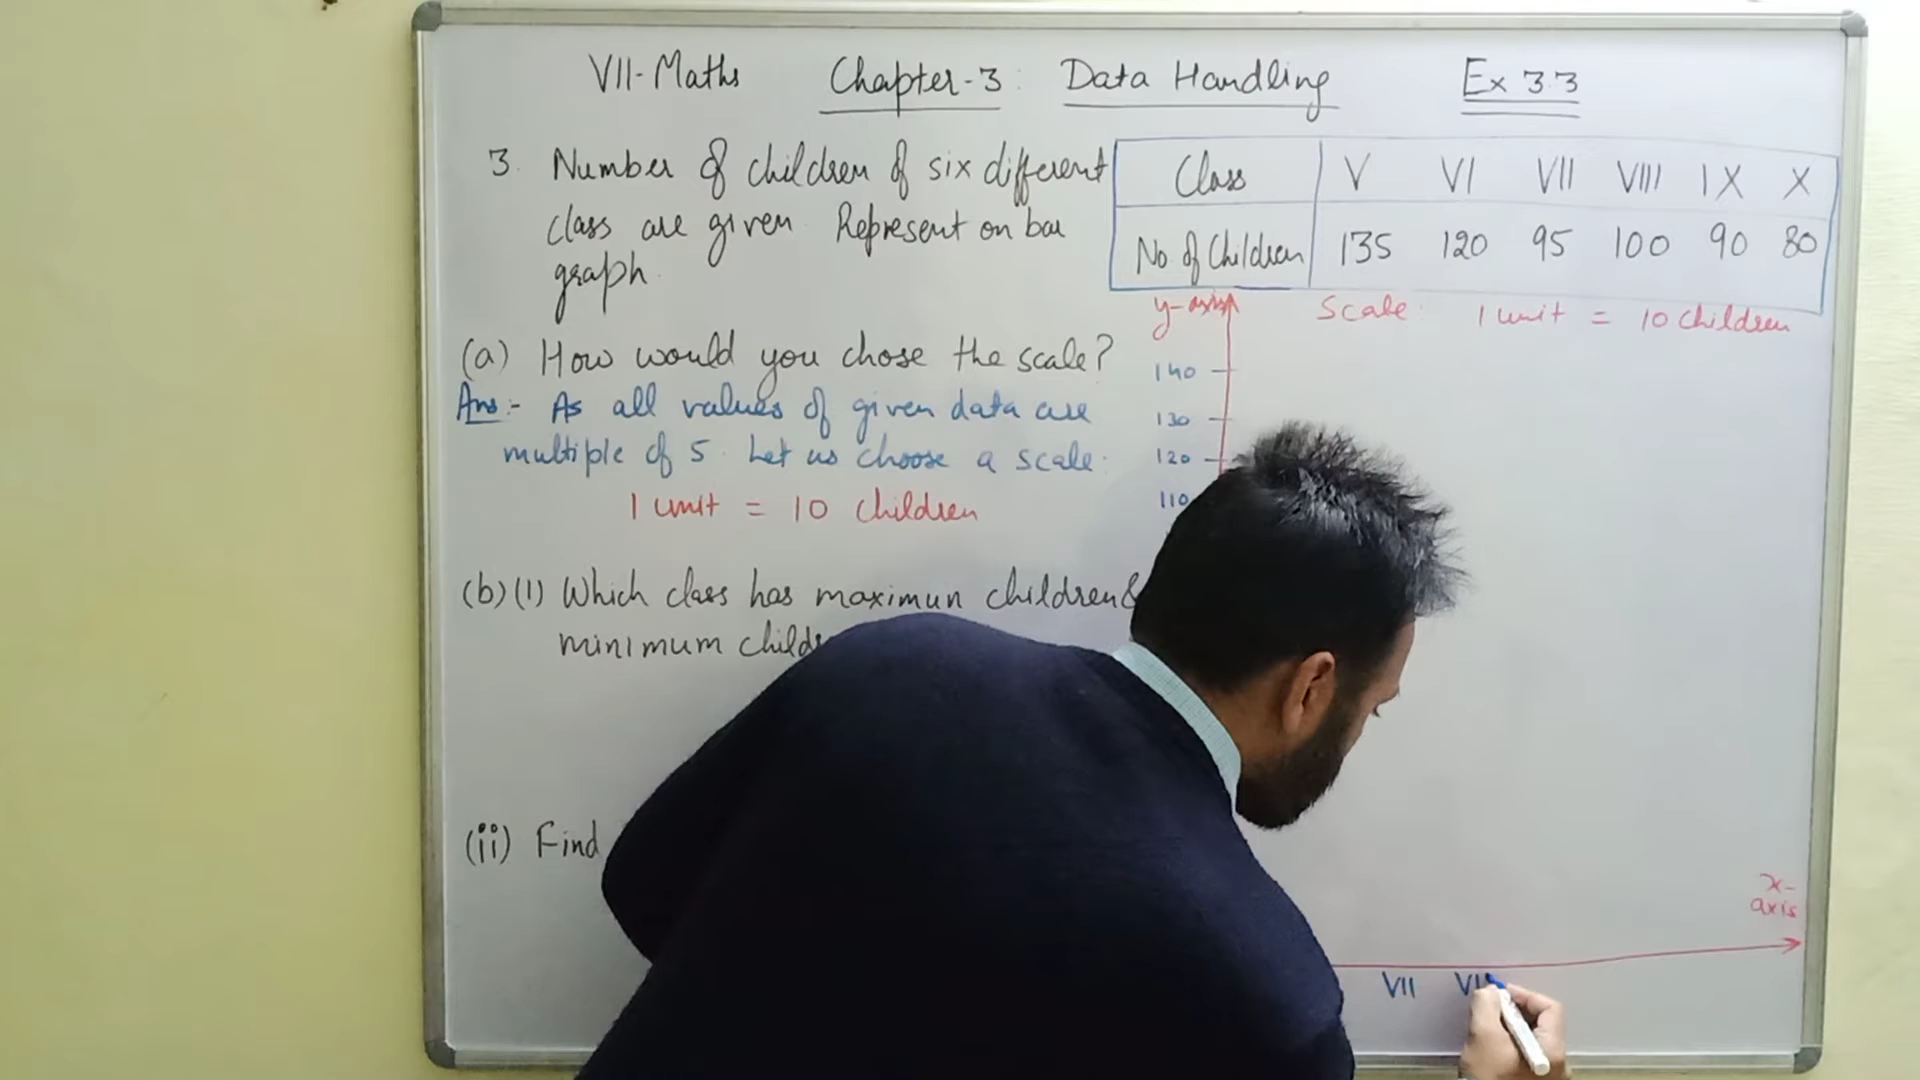 VII-Maths Chapter-3: Data Handling Ex 3.3
3. Number of children of six different
class are given. Represent on bar
graph.
Class V VI VII VIII IX X
No. of Children 135 120 95 100 90 80
y-axis
Scale: 1 unit = 10 children
(a) How would you chose the scale?
Ans:- As all values of given data are
multiple of 5. Let us choose a scale:
1 unit = 10 children
(b) (1) Which class has maximun children &
minimum
(ii) Find
140
130
120
110
x-
axis
VII